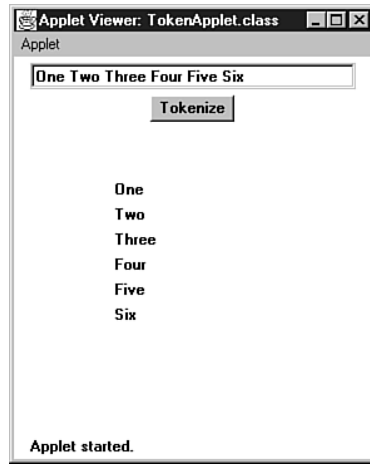 Applet Viewer: TokenApplet.class
Applet
One Two Three Four Five Six
Tokenize
One
Two
Three
Four
Five
Six
Applet started.